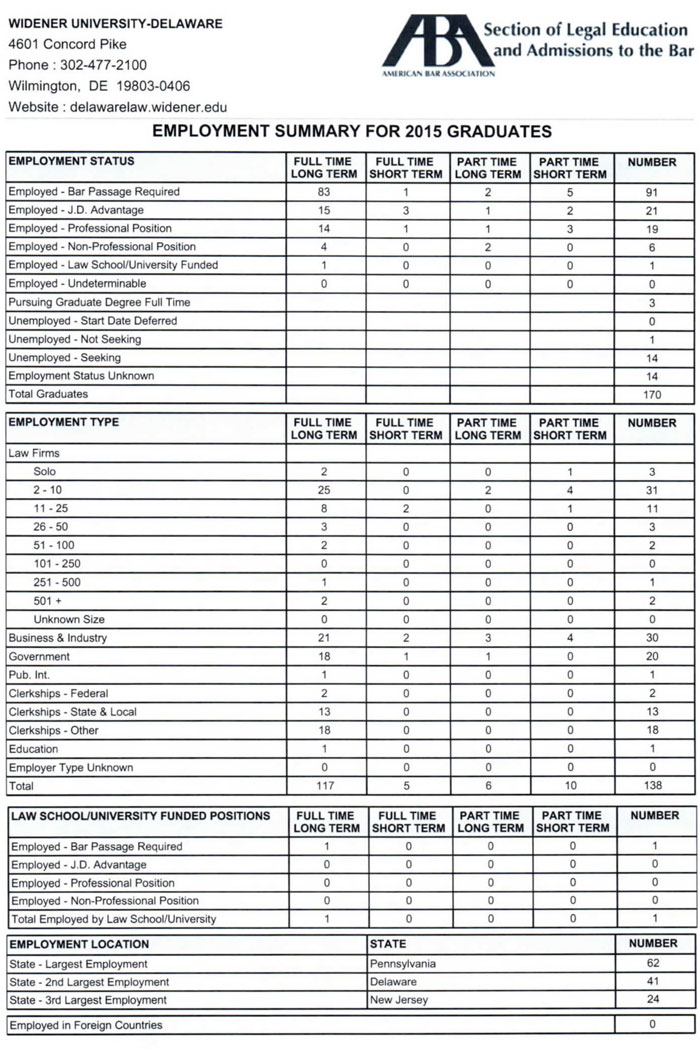 WIDENER UNIVERSITY-DELAWARE
4601 Concord Pike
Phone : 302-477-2100
Wilmington, DE 19803-0406
Website : delawarelaw.widener.edu
ABA Section of Legal Education
and Admissions to the Bar
AMERICAN BAR ASSOCIATION
EMPLOYMENT SUMMARY FOR 2015 GRADUATES
EMPLOYMENT STATUS FULL TIME LONG TERM FULL TIME SHORT TERM PART TIME LONG TERM PART TIME SHORT TERM NUMBER
Employed - Bar Passage Required 83 1 2 5 91
Employed - J.D. Advantage 15 3 1 2 21
Employed - Professional Position 14 1 1 3 19
Employed - Non-Professional Position 4 0 2 0 6
Employed - Law School/University Funded 1 0 0 0 1
Employed - Undeterminable 0 0 0 0 0
Pursuing Graduate Degree Full Time 3
Unemployed - Start Date Deferred 0
Unemployed - Not Seeking 1
Unemployed - Seeking 14
Employment Status Unknown 14
Total Graduates 170
EMPLOYMENT TYPE FULL TIME LONG TERM FULL TIME SHORT TERM PART TIME LONG TERM PART TIME SHORT TERM NUMBER
Law Firms
Solo 2 0 0 1 3
2 - 10 25 0 2 4 31
11 - 25 8 2 0 1 11
26 - 50 3 0 0 0 3
51 - 100 2 0 0 0 2
101 - 250 0 0 0 0 0
251 - 500 1 0 0 0 1
501 + 2 0 0 0 2
Unknown Size 0 0 0 0 0
Business & Industry 21 2 3 4 30
Government 18 1 1 0 20
Pub. Int. 1 0 0 0 1
Clerkships - Federal 2 0 0 0 2
Clerkships - State & Local 13 0 0 0 13
Clerkships - Other 18 0 0 0 18
Education 1 0 0 0 1
Employer Type Unknown 0 0 0 0 0
Total 117 5 6 10 138
LAW SCHOOL/UNIVERSITY FUNDED POSITIONS FULL TIME LONG TERM FULL TIME SHORT TERM PART TIME LONG TERM PART TIME SHORT TERM NUMBER
Employed - Bar Passage Required 1 0 0 0 1
Employed - J.D. Advantage 0 0 0 0 0
Employed - Professional Position 0 0 0 0 0
Employed - Non-Professional Position 0 0 0 0 0
Total Employed by Law School/University 1 0 0 0 1
EMPLOYMENT LOCATION STATE NUMBER
State - Largest Employment Pennsylvania 62
State - 2nd Largest Employment Delaware 41
State - 3rd Largest Employment New Jersey 24
Employed in Foreign Countries 0